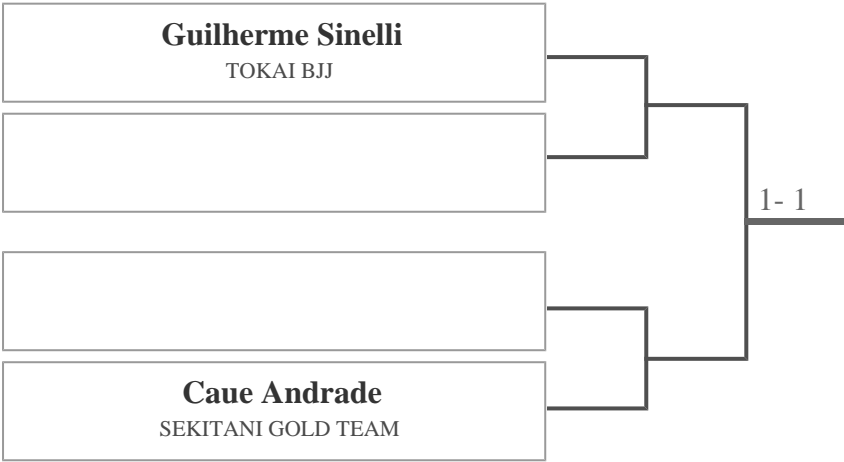 Guilherme Sinelli
TOKAI BJJ
1- 1
Caue Andrade
SEKITANI GOLD TEAM